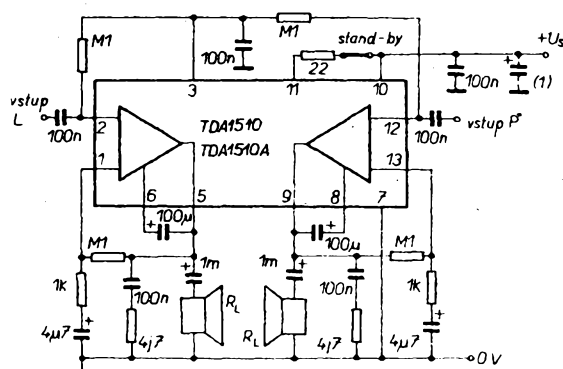 M1
M1
100n
stand-by
+Us
22
100n
(1)
3
11
10
vstup
L
100n
2
TDA1510
TDA1510A
12
100n
vstup P
1
13
6
5
9
8
7
100µ
100µ
M1
1m
1m
M1
1k
100n
RL
RL
100n
1k
4µ7
4j7
4j7
4µ7
0V